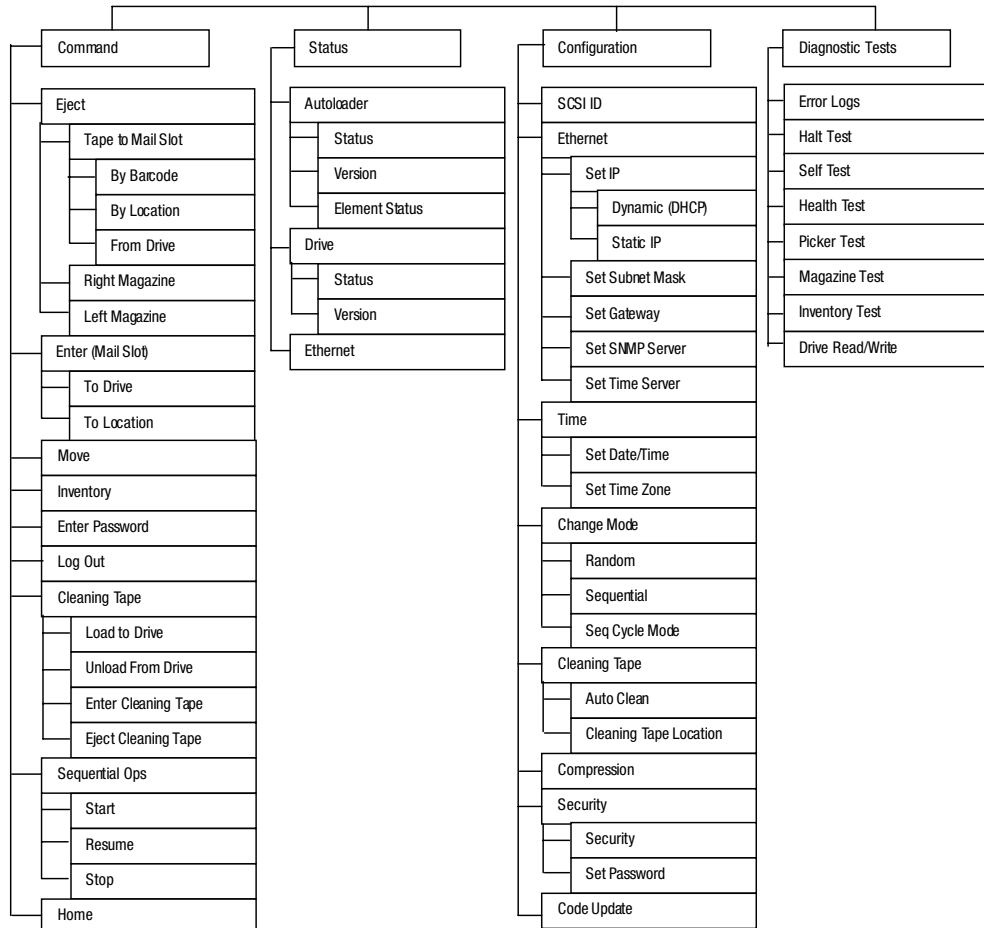 Command
Eject
Tape to Mail Slot
By Barcode
By Location
From Drive
Right Magazine
Left Magazine
Enter (Mail Slot)
To Drive
To Location
Move
Inventory
Enter Password
Log Out
Cleaning Tape
Load to Drive
Unload From Drive
Enter Cleaning Tape
Eject Cleaning Tape
Sequential Ops
Start
Resume
Stop
Home
Status
Autoloader
Status
Version
Element Status
Drive
Status
Version
Ethernet
Configuration
SCSI ID
Ethernet
Set IP
Dynamic (DHCP)
Static IP
Set Subnet Mask
Set Gateway
Set SNMP Server
Set Time Server
Time
Set Date/Time
Set Time Zone
Change Mode
Random
Sequential
Seq Cycle Mode
Cleaning Tape
Auto Clean
Cleaning Tape Location
Compression
Security
Security
Set Password
Code Update
Diagnostic Tests
Error Logs
Halt Test
Self Test
Health Test
Picker Test
Magazine Test
Inventory Test
Drive Read/Write